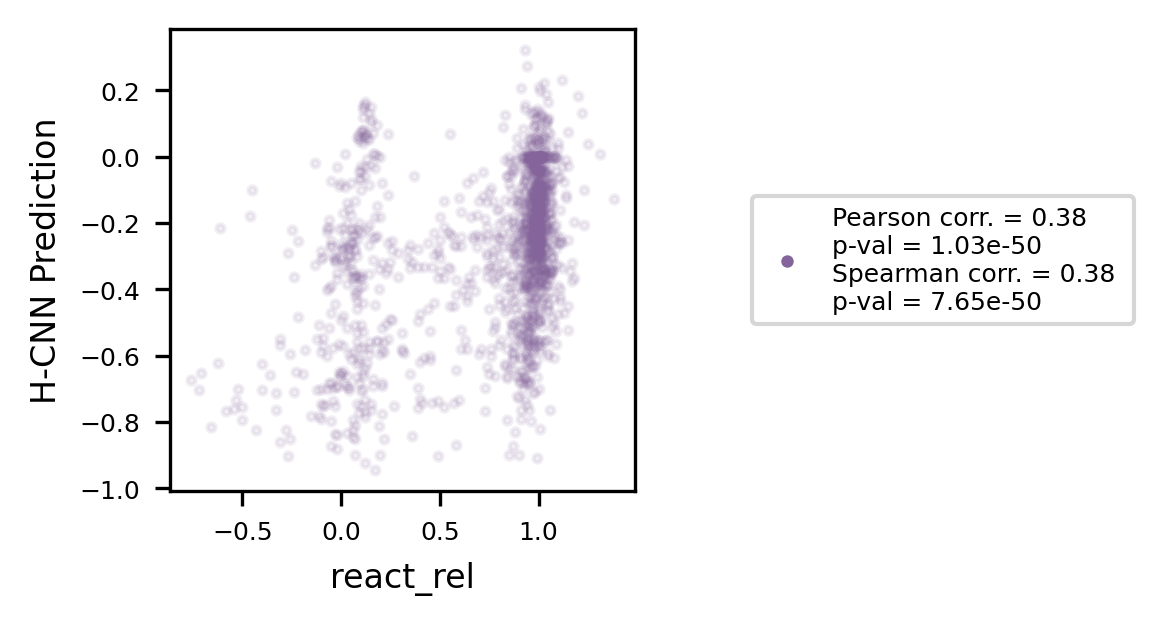 H-CNN Prediction
0.2
0.0
−0.2
−0.4
−0.6
−0.8
−1.0
−0.5
0.0
0.5
1.0
react_rel
Pearson corr. = 0.38
p-val = 1.03e-50
Spearman corr. = 0.38
p-val = 7.65e-50